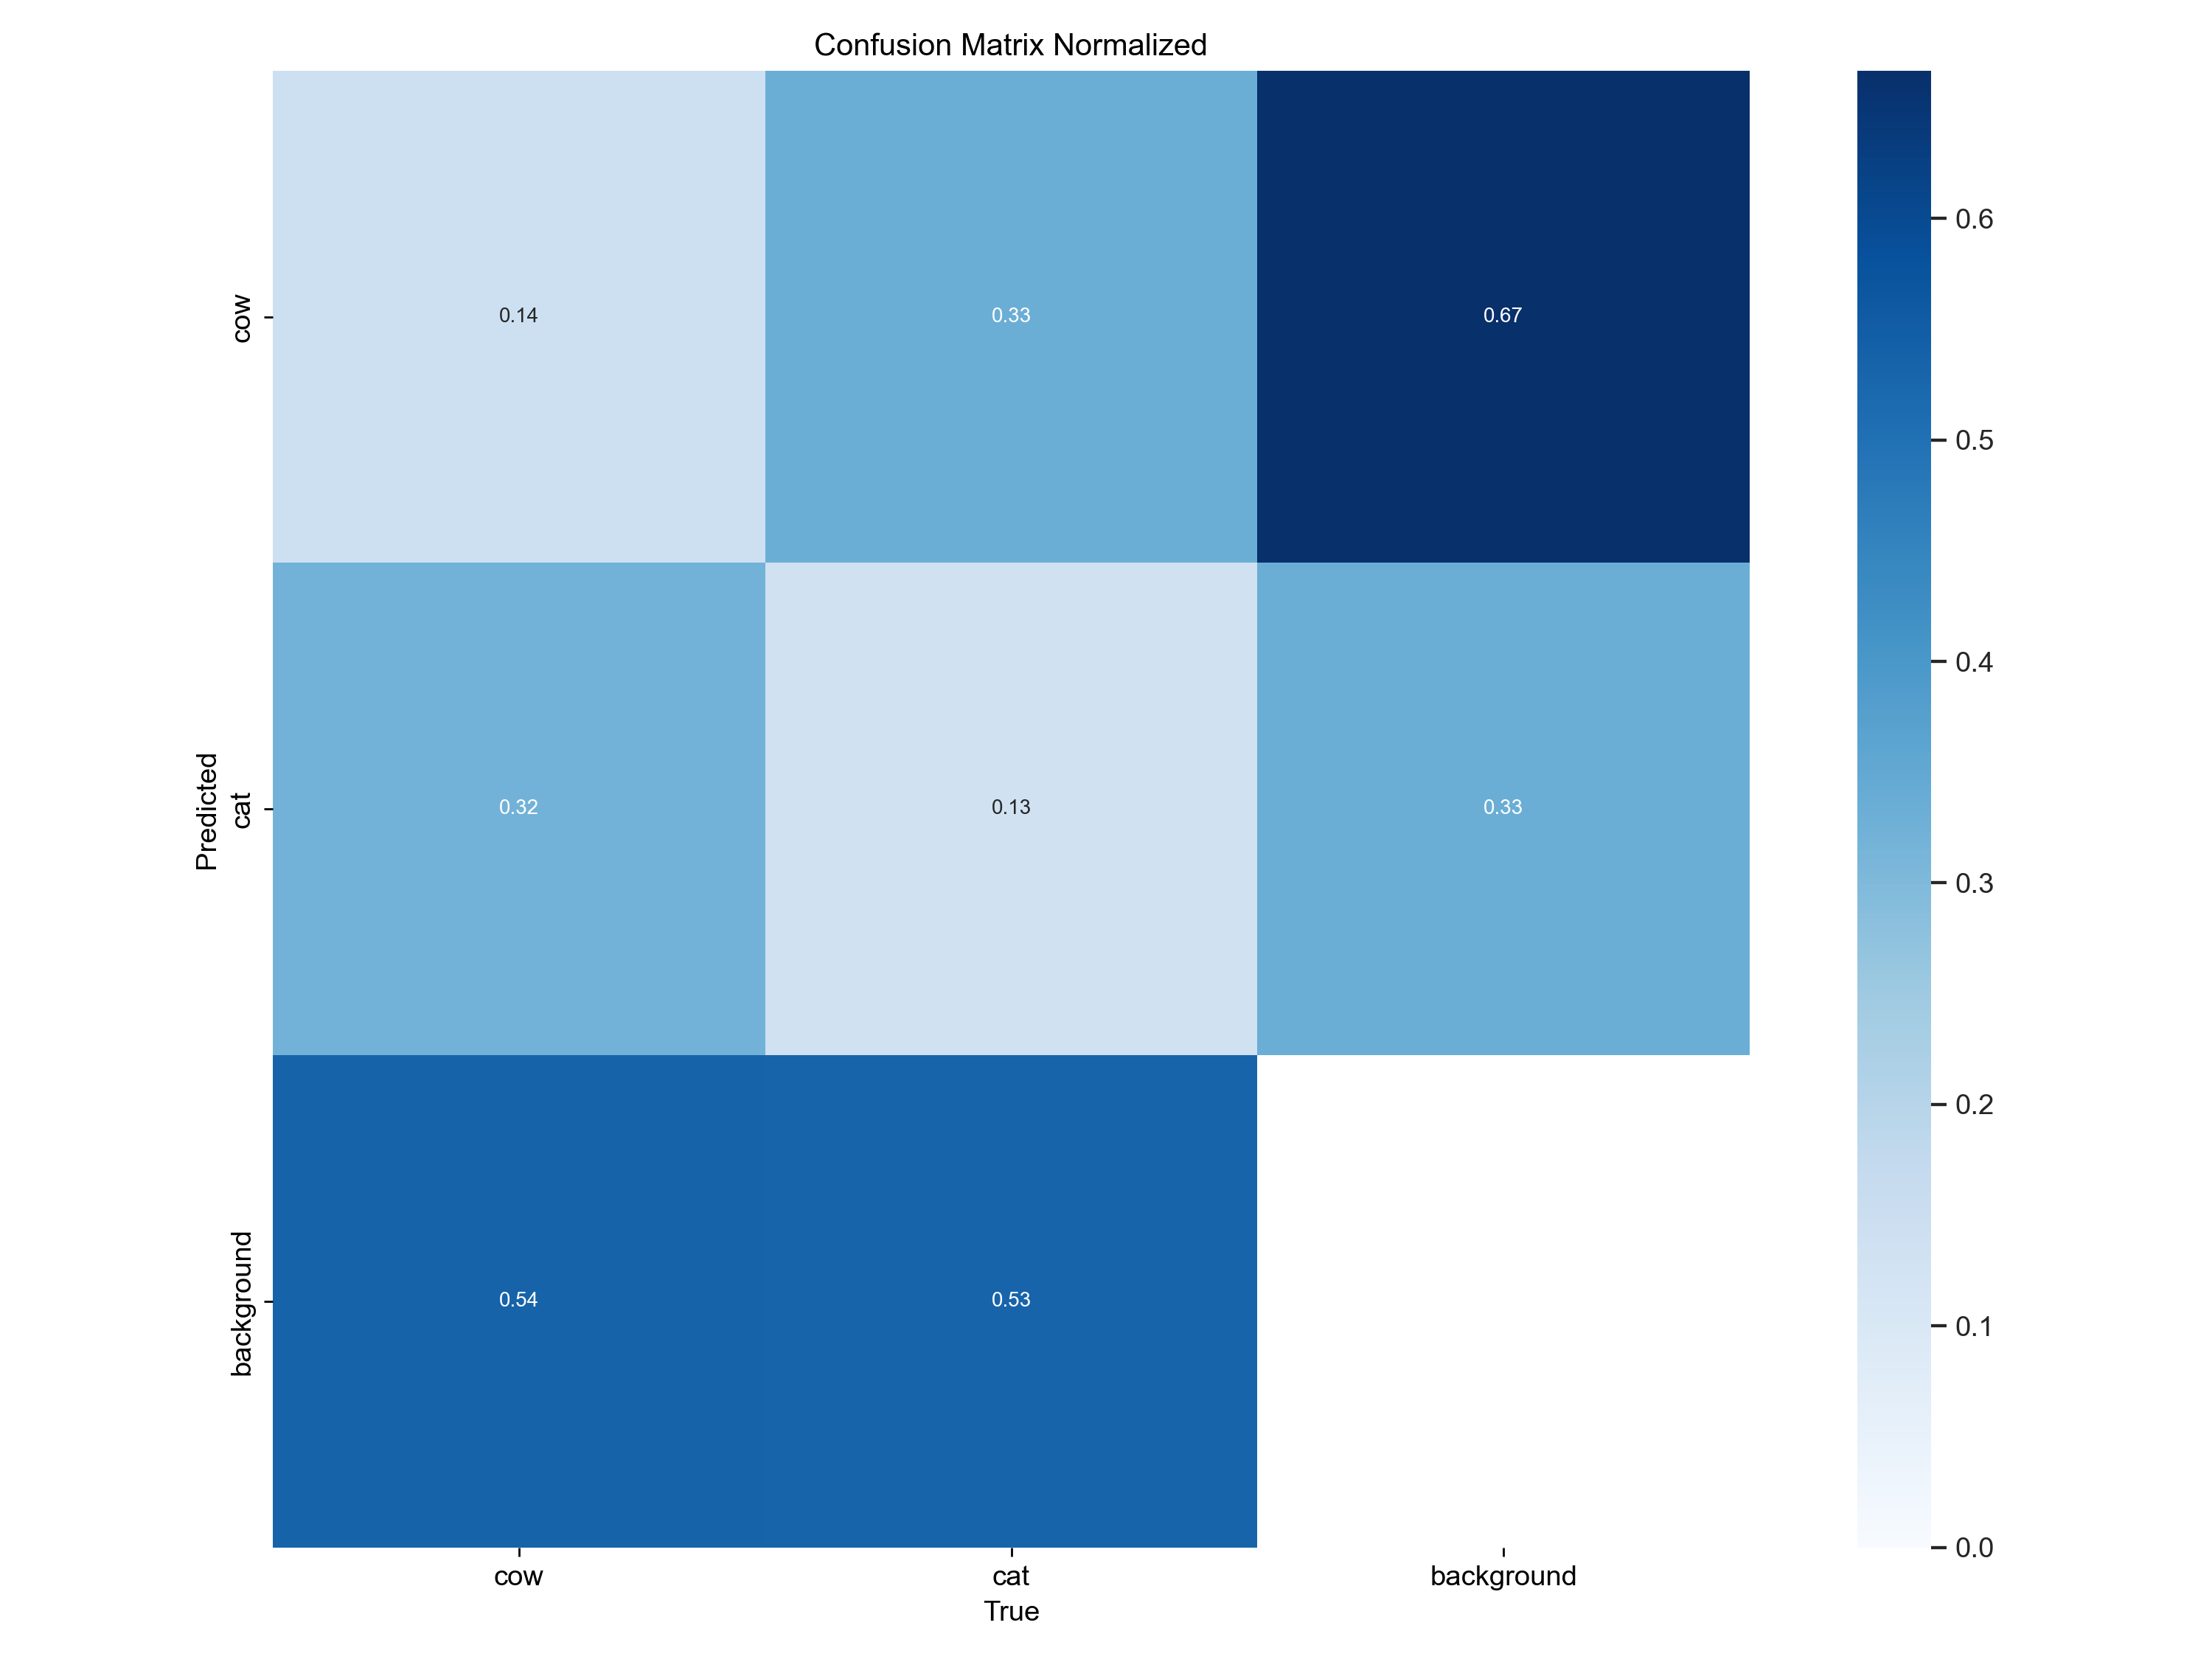 Confusion Matrix Normalized
Predicted
cow
0.14 0.33 0.67
cat
0.32 0.13 0.33
background
0.54 0.53
cow cat background
True
0.6
0.5
0.4
0.3
0.2
0.1
0.0